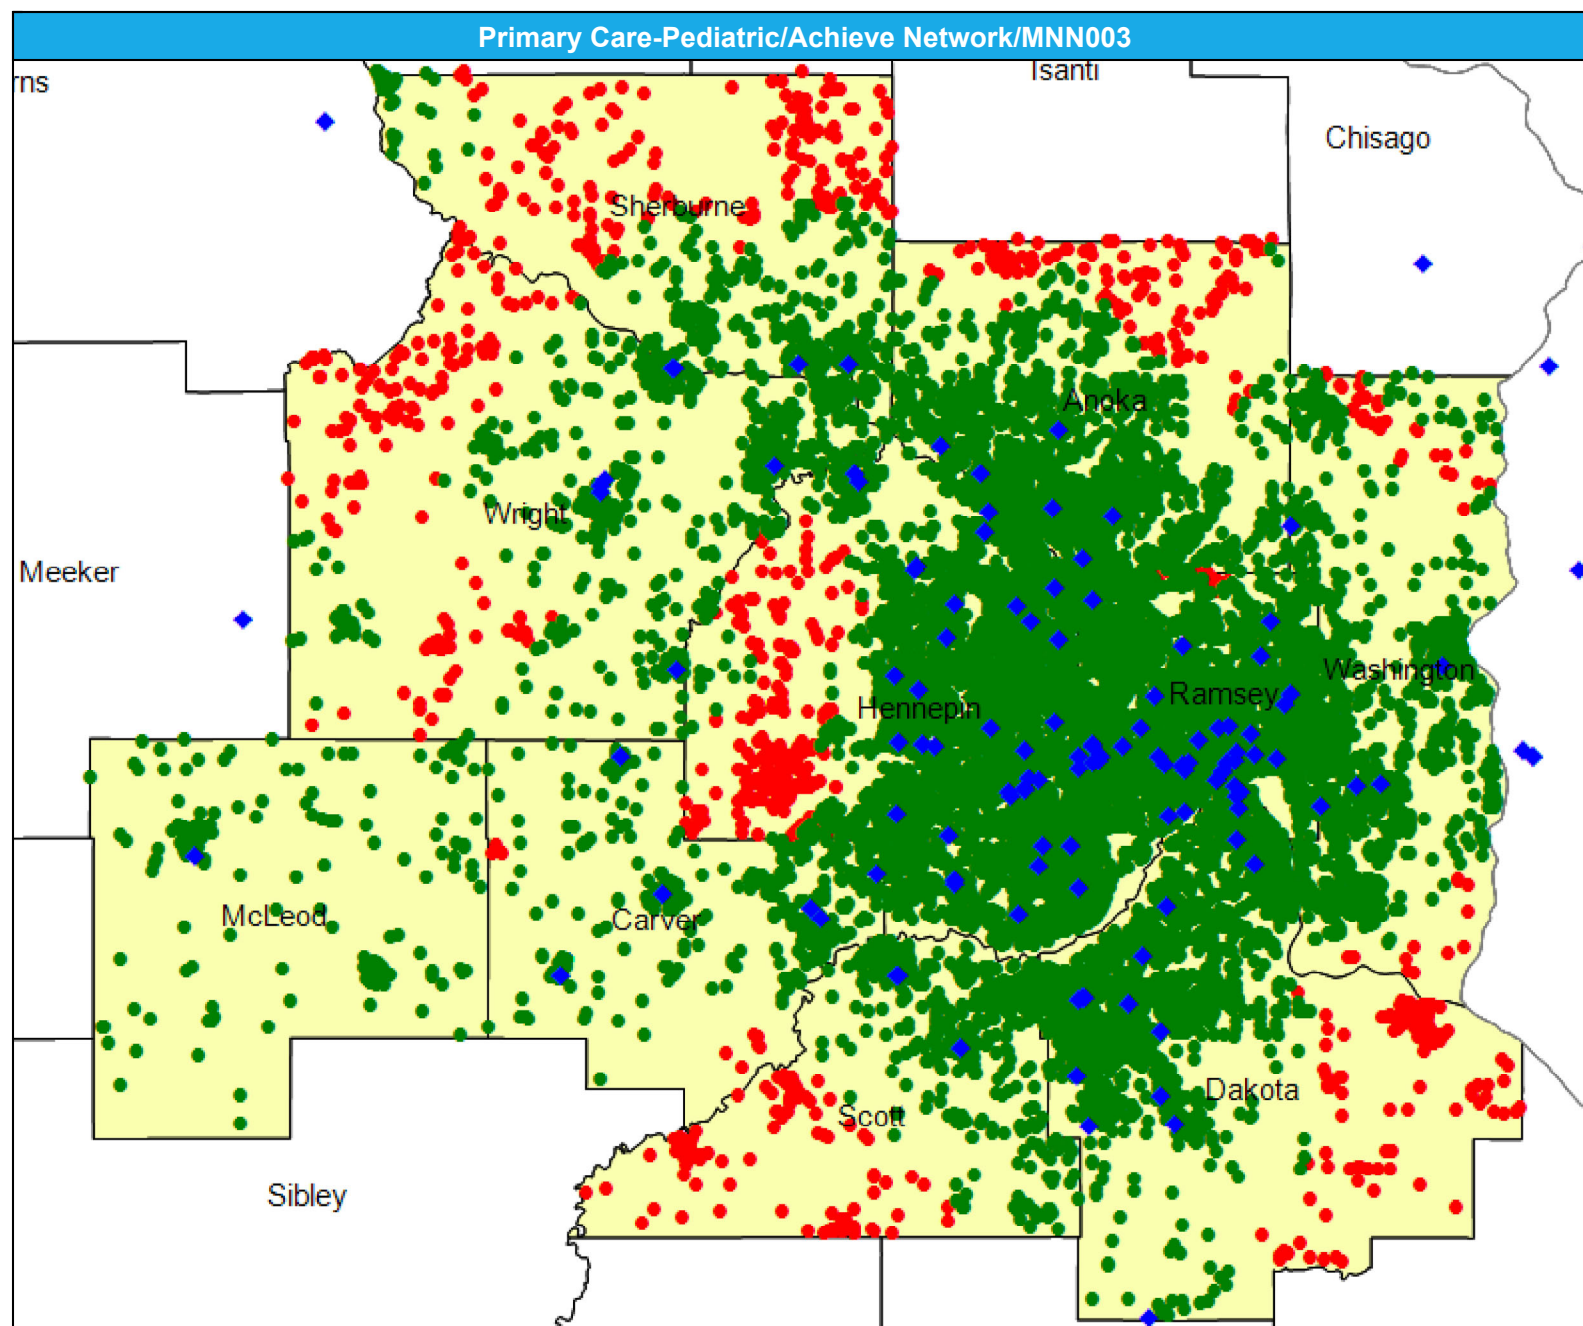 Primary Care-Pediatric/Achieve Network/MNN003
Isanti
rns
Chisago
Sherburne
Anoka
Wright
Meeker
Washington
Ramsey
Hennepin
McLeod
Carver
Dakota
Scott
Sibley